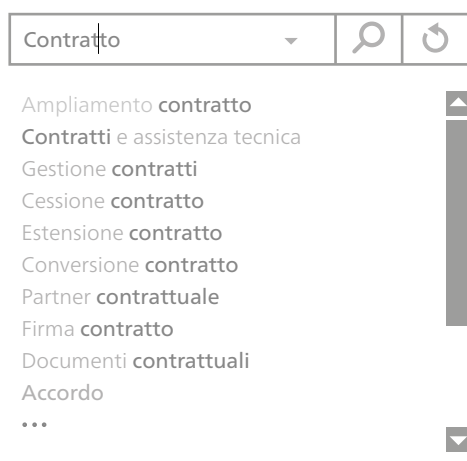 Contratto
Ampliamento contratto
Contratti e assistenza tecnica
Gestione contratti
Cessione contratto
Estensione contratto
Conversione contratto
Partner contrattuale
Firma contratto
Documenti contrattuali
Accordo
...